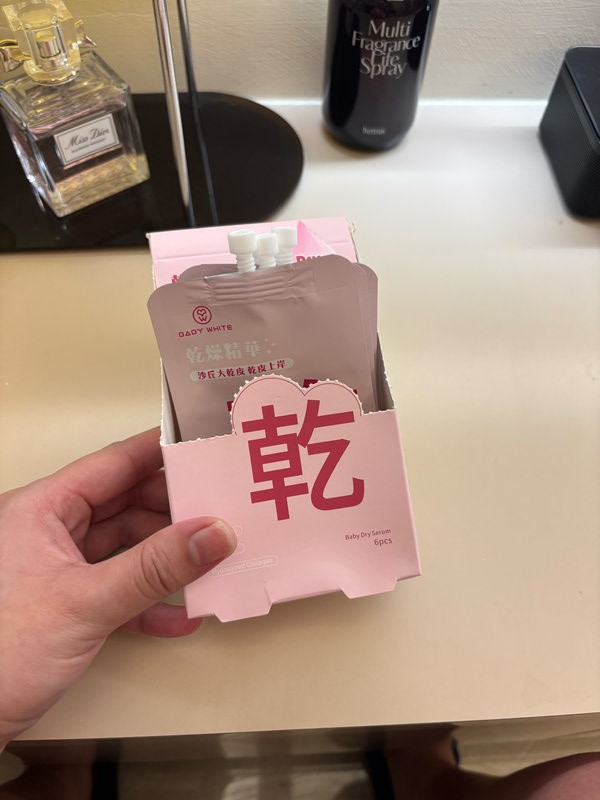 Miss Dior
Multi
Fragrance
Life
Spray
BABY WHITE
乾燥精華
沙丘大乾皮 乾皮上岸
乾
Baby Dry Serum
6pcs
Collagen